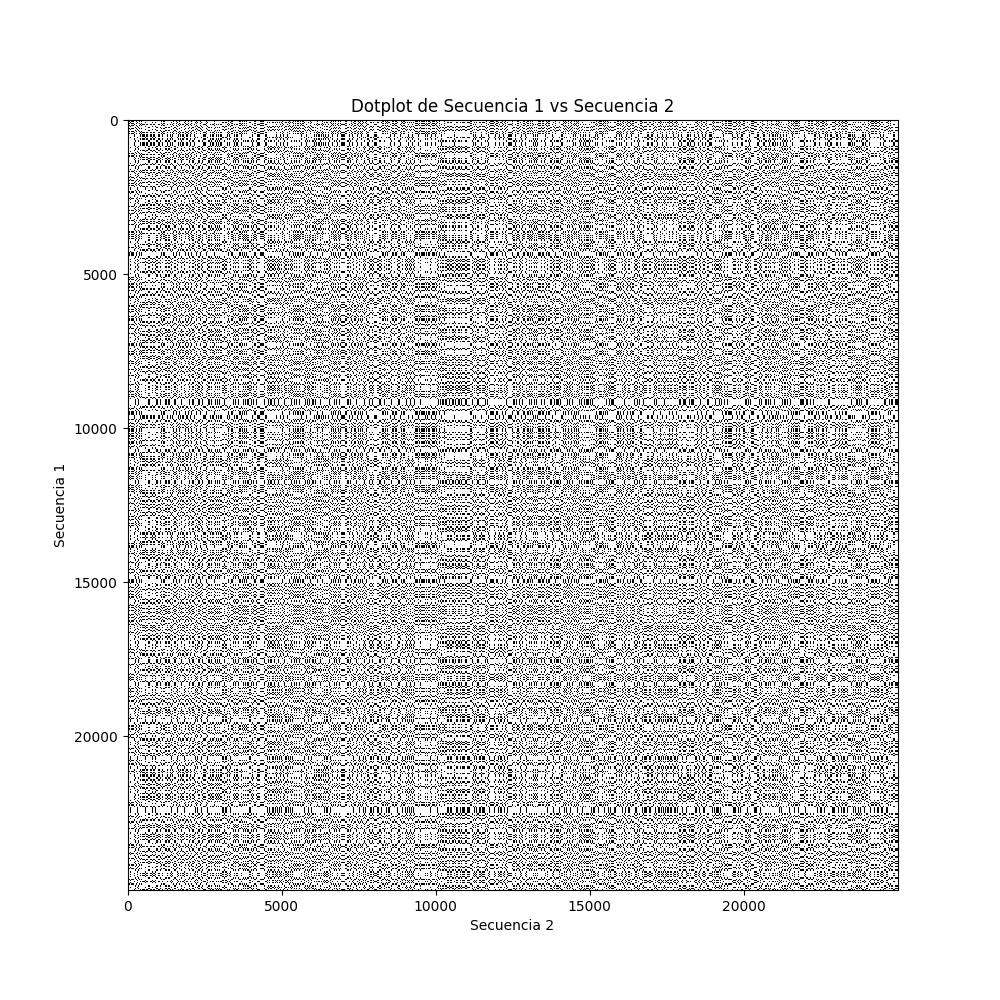 Dotplot de Secuencia 1 vs Secuencia 2
0
5000
10000
15000
20000
Secuencia 1
0 5000 10000 15000 20000
Secuencia 2